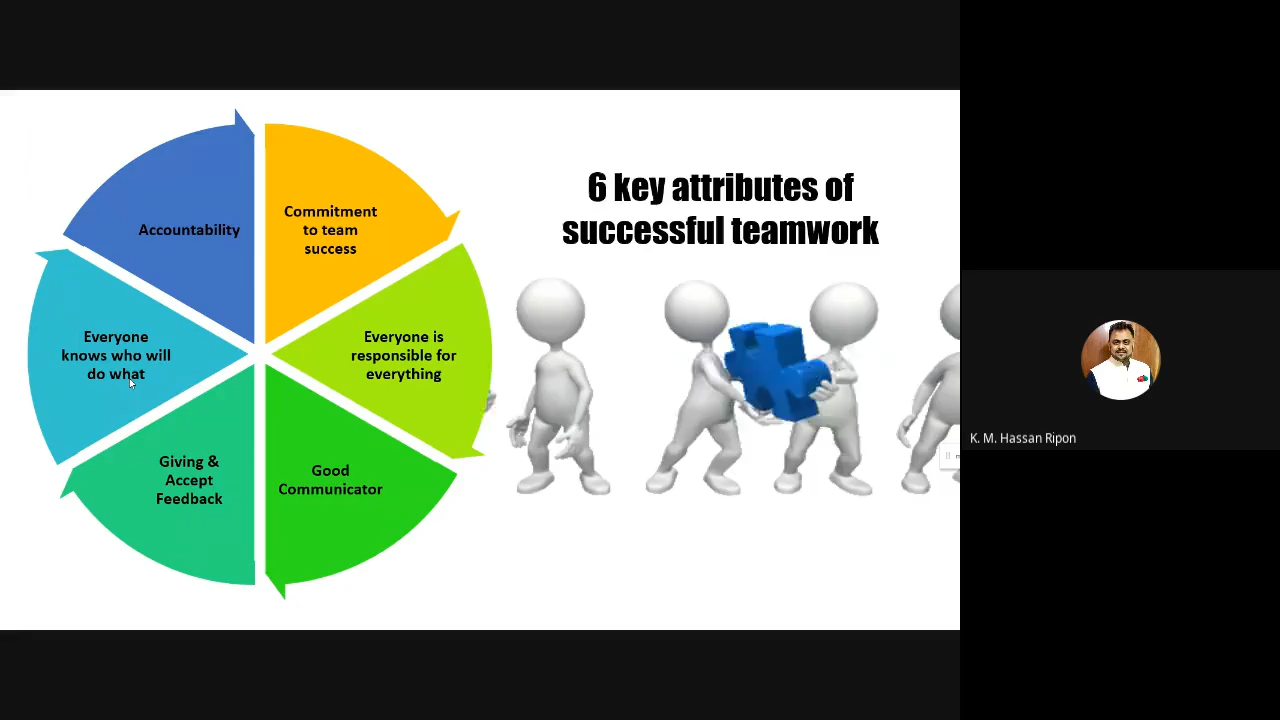 6 key attributes of
successful teamwork
Commitment
to team
success
Everyone is
responsible for
everything
Good
Communicator
Giving &
Accept
Feedback
Everyone
knows who will
do what
Accountability
K. M. Hassan Ripon